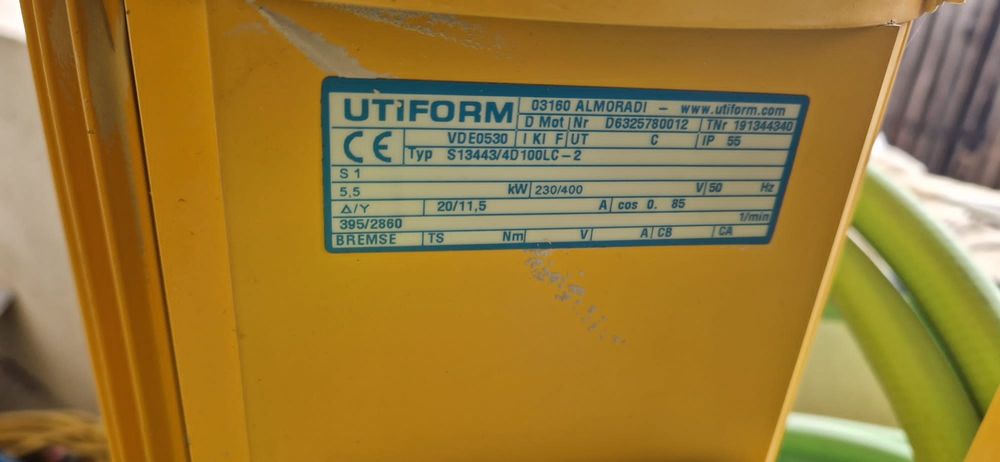 UTiFORM 03160 ALMORADI - www.utiform.com
D Mot Nr D6325780012 TNr 191344340
CE VDE0530 I KI F UT C IP 55
Typ S13443/4D100LC-2
S 1
5,5 kW 230/400 V 50 Hz
Δ/Y 20/11,5 A cos 0. 85
395/2860 1/min
BREMSE TS Nm V A CB CA